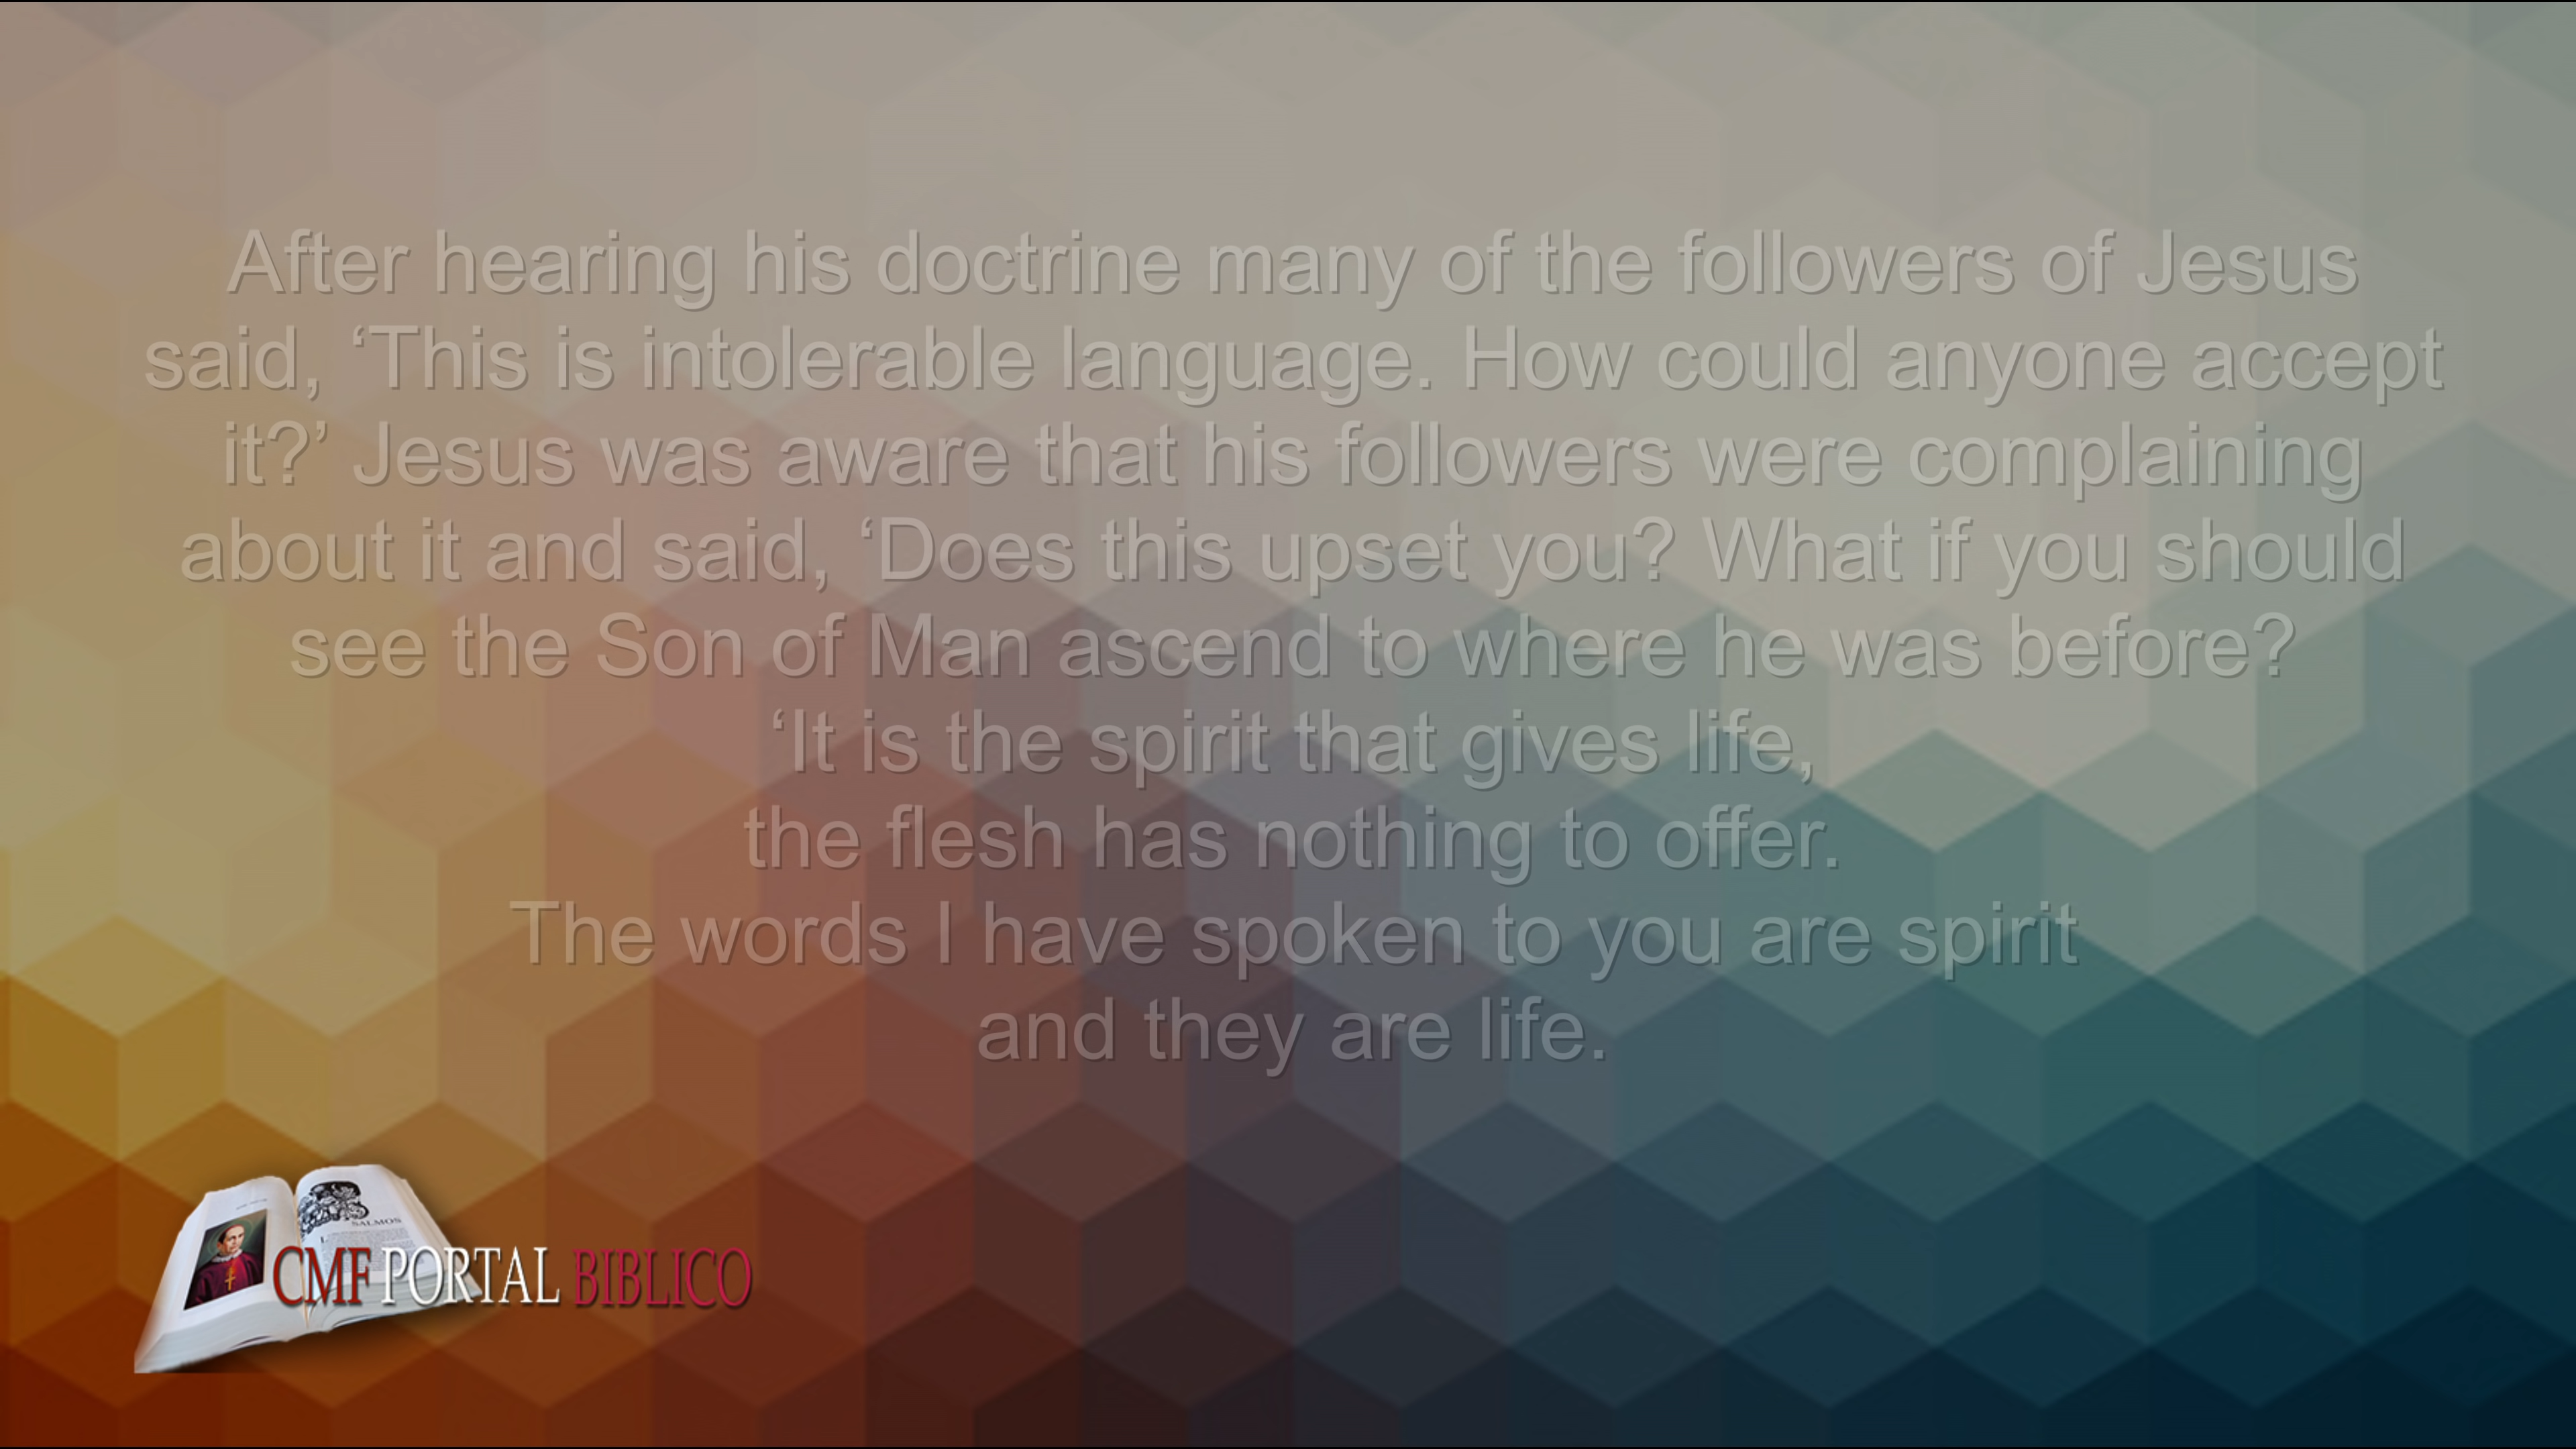 After hearing his doctrine many of the followers of Jesus
said, ‘This is intolerable language. How could anyone accept
it?’ Jesus was aware that his followers were complaining
about it and said, ‘Does this upset you? What if you should
see the Son of Man ascend to where he was before?
‘It is the spirit that gives life,
the flesh has nothing to offer.
The words I have spoken to you are spirit
and they are life.
SALMOS
CMF PORTAL BIBLICO